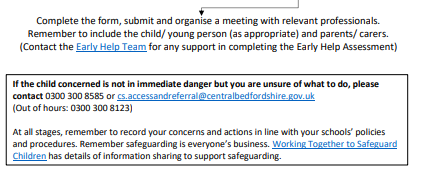 Complete the form, submit and organise a meeting with relevant professionals.
Remember to include the child/ young person (as appropriate) and parents/ carers.
(Contact the Early Help Team for any support in completing the Early Help Assessment)
If the child concerned is not in immediate danger but you are unsure of what to do, please
contact 0300 300 8585 or cs.accessandreferral@centralbedfordshire.gov.uk
(Out of hours: 0300 300 8123)
At all stages, remember to record your concerns and actions in line with your schools’ policies
and procedures. Remember safeguarding is everyone’s business. Working Together to Safeguard
Children has details of information sharing to support safeguarding.